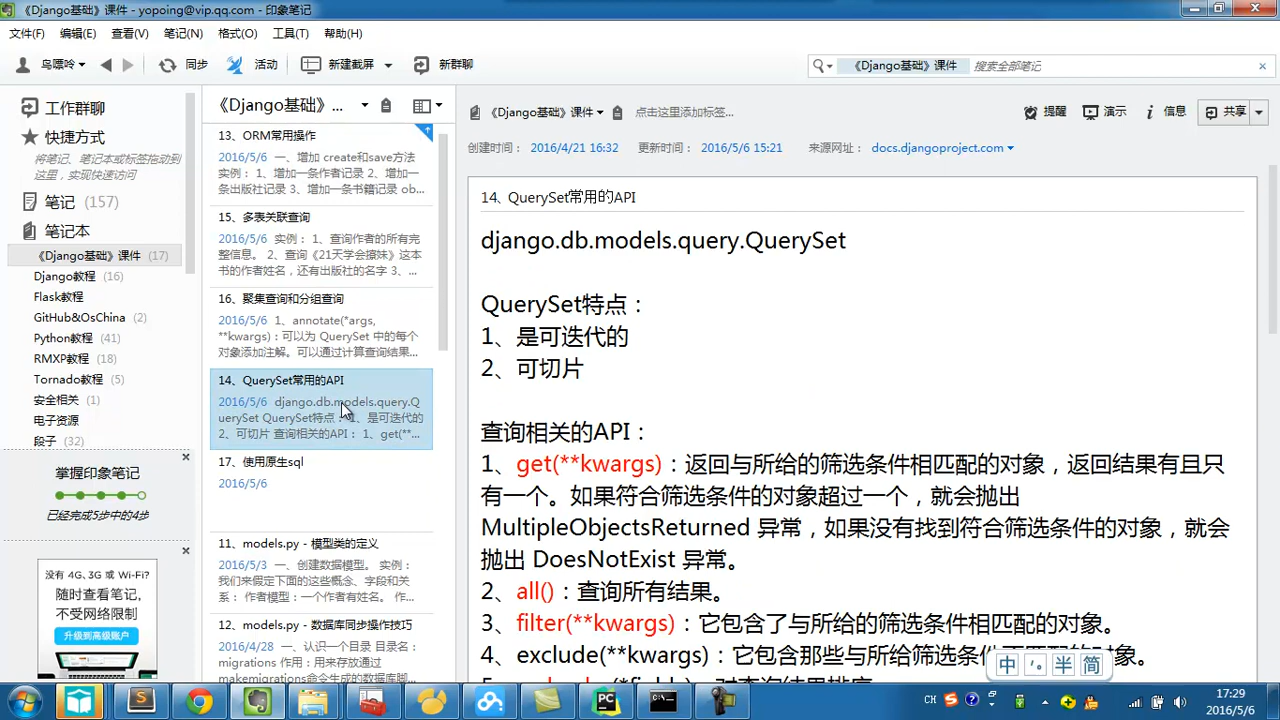 《Django基础》课件 - yopoing@vip.qq.com - 印象笔记
文件(F) 编辑(E) 查看(V) 笔记(N) 格式(O) 工具(T) 帮助(H)
鸟嘌呤 同步 活动 新建截屏 新群聊
《Django基础》课件 搜索全部笔记
工作群聊
快捷方式
将笔记、笔记本或标签拖动到
这里，实现快速访问
笔记 (157)
笔记本
《Django基础》课件 (17)
Django教程 (16)
Flask教程
GitHub&OsChina (2)
Python教程 (41)
RMXP教程 (18)
Tornado教程 (5)
安全相关 (1)
电子资源
段子 (32)
掌握印象笔记
已经完成5步中的4步
没有 4G、3G 或 Wi-Fi?
随时查看笔记,
不受网络限制
升级到高级账户
《Django基础》...
13、ORM常用操作
2016/5/6 一、增加 create和save方法
实例： 1、增加一条作者记录 2、增加一
条出版社记录 3、增加一条书籍记录 ob...
15、多表关联查询
2016/5/6 实例： 1、查询作者的所有完
整信息。 2、查询《21天学会撩妹》这本
书的作者姓名，还有出版社的名字 3、...
16、聚集查询和分组查询
2016/5/6 1、annotate(*args,
**kwargs)：可以为 QuerySet 中的每个
对象添加注解。可以通过计算查询结果...
14、QuerySet常用的API
2016/5/6 django.db.models.query.Q
uerySet QuerySet特点： 1、是可迭代的
2、可切片 查询相关的API： 1、get(**...
17、使用原生sql
2016/5/6
11、models.py - 模型类的定义
2016/5/3 一、创建数据模型。 实例：
我们来假定下面的这些概念、字段和关
系： 作者模型：一个作者有姓名。 作...
12、models.py - 数据库同步操作技巧
2016/4/28 一、认识一个目录 目录名：
migrations 作用：用来存放通过
makemigrations命令生成的数据库脚...
《Django基础》课件 点击这里添加标签... 提醒 演示 信息 共享
创建时间： 2016/4/21 16:32 更新时间： 2016/5/6 15:21 来源网址： docs.djangoproject.com
14、QuerySet常用的API
django.db.models.query.QuerySet
QuerySet特点：
1、是可迭代的
2、可切片
查询相关的API：
1、get(**kwargs)：返回与所给的筛选条件相匹配的对象，返回结果有且只
有一个。如果符合筛选条件的对象超过一个，就会抛出
MultipleObjectsReturned 异常，如果没有找到符合筛选条件的对象，就会
抛出 DoesNotExist 异常。
2、all()：查询所有结果。
3、filter(**kwargs)：它包含了与所给的筛选条件相匹配的对象。
4、exclude(**kwargs)：它包含那些与所给筛选条件不匹配的对象。
中 半 简
CH
17:29
2016/5/6